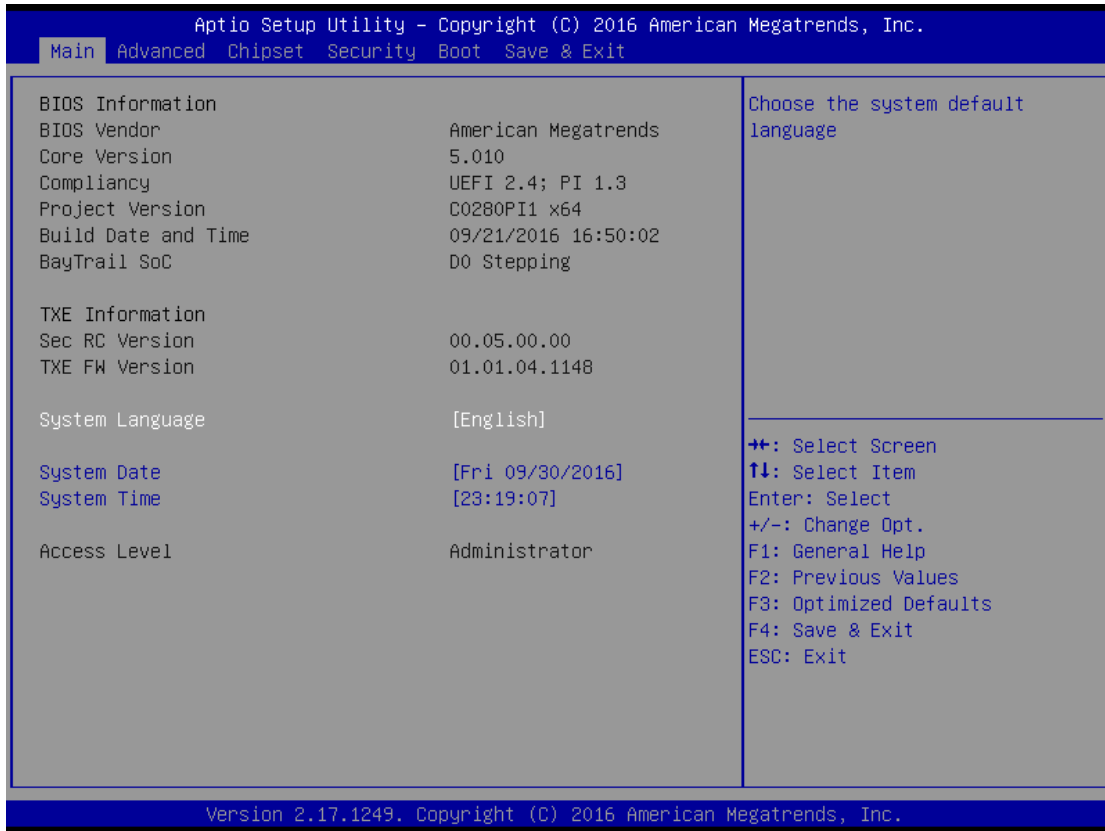 Aptio Setup Utility – Copyright (C) 2016 American Megatrends, Inc.
Main Advanced Chipset Security Boot Save & Exit
BIOS Information
BIOS Vendor American Megatrends
Core Version 5.010
Compliancy UEFI 2.4; PI 1.3
Project Version C0280PI1 x64
Build Date and Time 09/21/2016 16:50:02
BayTrail SoC D0 Stepping
TXE Information
Sec RC Version 00.05.00.00
TXE FW Version 01.01.04.1148
System Language [English]
System Date [Fri 09/30/2016]
System Time [23:19:07]
Access Level Administrator
Choose the system default
language
→←: Select Screen
↑↓: Select Item
Enter: Select
+/-: Change Opt.
F1: General Help
F2: Previous Values
F3: Optimized Defaults
F4: Save & Exit
ESC: Exit
Version 2.17.1249. Copyright (C) 2016 American Megatrends, Inc.